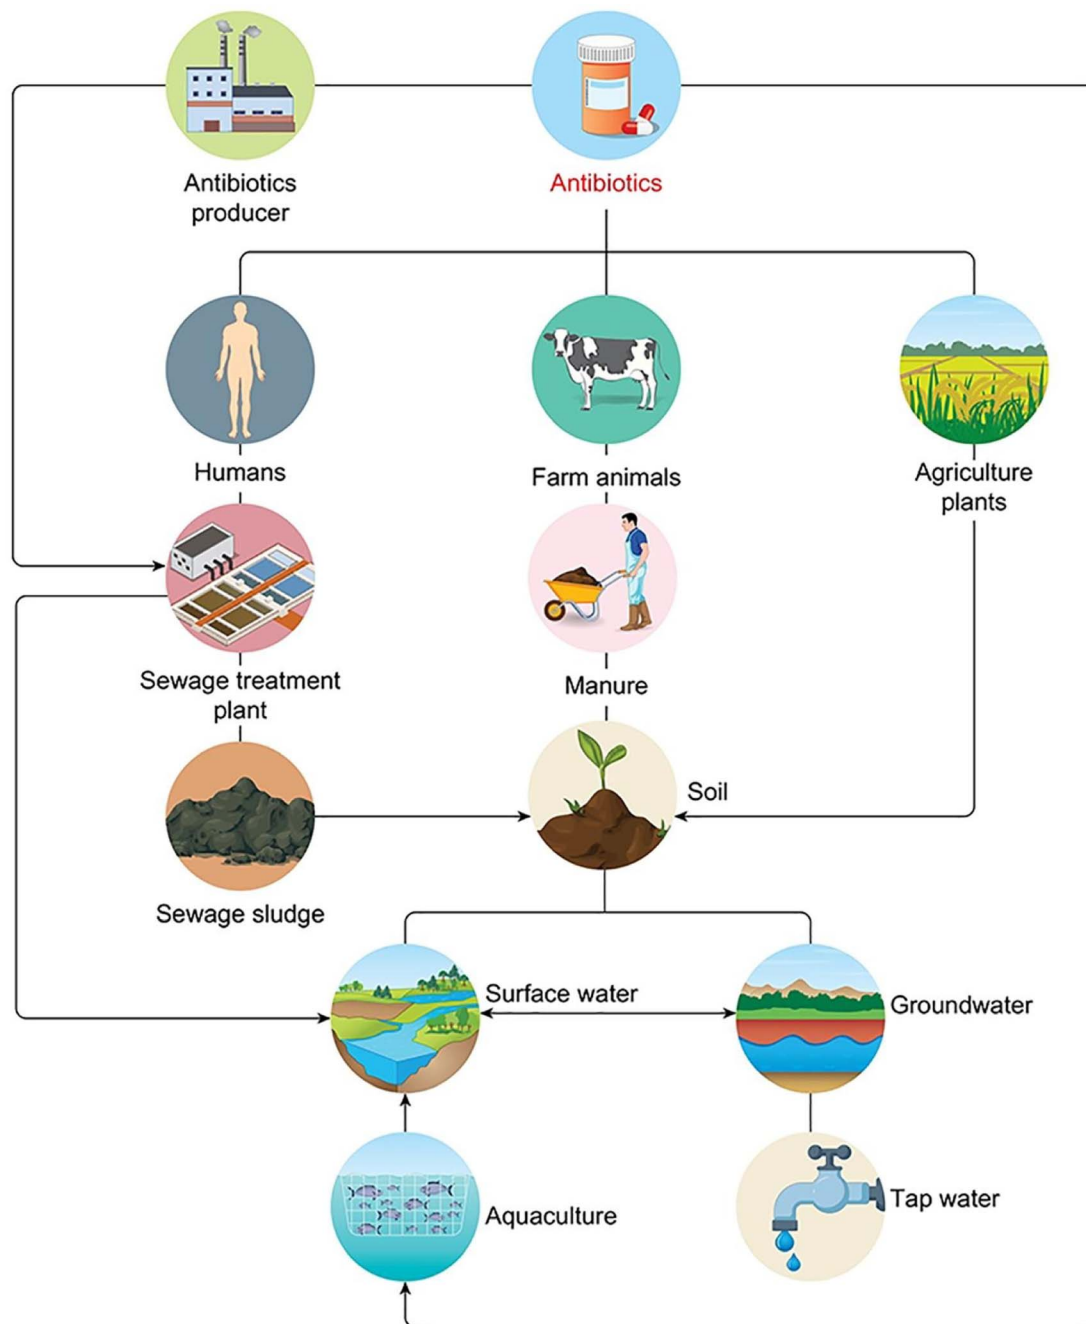 Antibiotics
producer
Antibiotics
Humans
Farm animals
Agriculture
plants
Sewage treatment
plant
Manure
Soil
Sewage sludge
Surface water
Groundwater
Aquaculture
Tap water